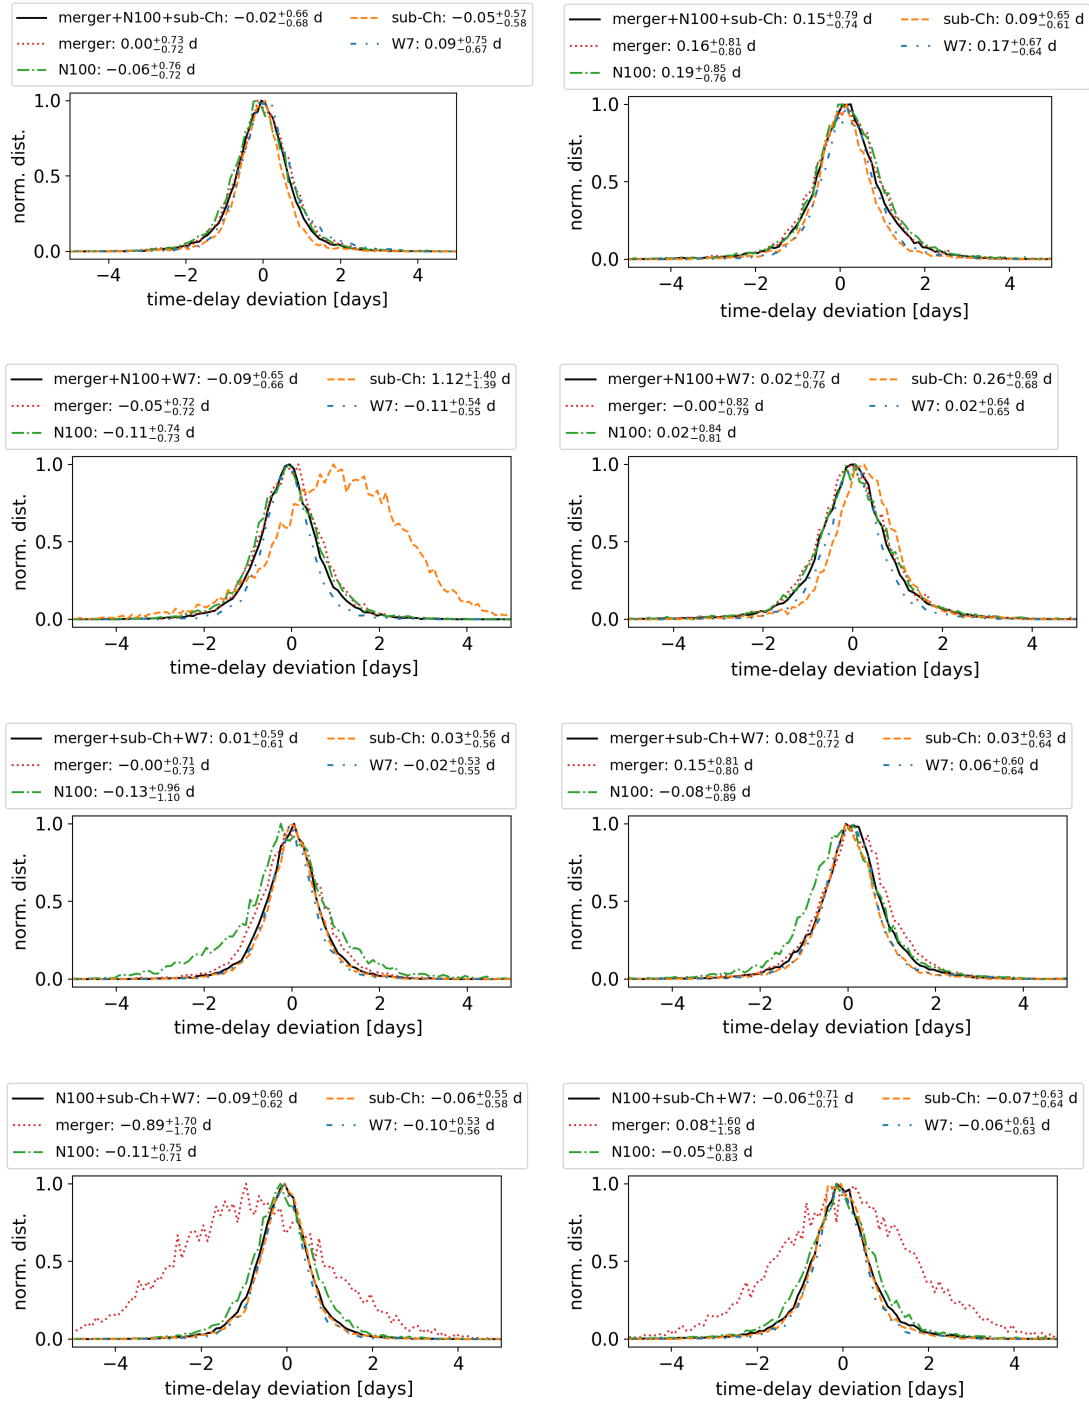 merger+N100+sub-Ch: −0.02+0.66−0.68 d sub-Ch: −0.05+0.57−0.58
merger: 0.00+0.73−0.72 d W7: 0.09+0.75−0.67 d
N100: −0.06+0.76−0.72 d
1.0
0.5
0.0
norm. dist.
−4 −2 0 2 4
time-delay deviation [days]
merger+N100+sub-Ch: 0.15+0.79−0.74 d sub-Ch: 0.09+0.65−0.61 d
merger: 0.16+0.81−0.80 d W7: 0.17+0.67−0.64 d
N100: 0.19+0.85−0.76 d
1.0
0.5
0.0
norm. dist.
−4 −2 0 2 4
time-delay deviation [days]
merger+N100+W7: −0.09+0.65−0.66 d sub-Ch: 1.12+1.40−1.39 d
merger: −0.05+0.72−0.72 d W7: −0.11+0.54−0.55 d
N100: −0.11+0.74−0.73 d
1.0
0.5
0.0
norm. dist.
−4 −2 0 2 4
time-delay deviation [days]
merger+N100+W7: 0.02+0.77−0.76 d sub-Ch: 0.26+0.69−0.68 d
merger: −0.00+0.82−0.79 d W7: 0.02+0.64−0.65 d
N100: 0.02+0.84−0.81 d
1.0
0.5
0.0
norm. dist.
−4 −2 0 2 4
time-delay deviation [days]
merger+sub-Ch+W7: 0.01+0.59−0.61 d sub-Ch: 0.03+0.56−0.56 d
merger: −0.00+0.71−0.73 d W7: −0.02+0.53−0.55 d
N100: −0.13+0.96−1.10 d
1.0
0.5
0.0
norm. dist.
−4 −2 0 2 4
time-delay deviation [days]
merger+sub-Ch+W7: 0.08+0.71−0.72 d sub-Ch: 0.03+0.63−0.64 d
merger: 0.15+0.81−0.80 d W7: 0.06+0.60−0.64 d
N100: −0.08+0.86−0.89 d
1.0
0.5
0.0
norm. dist.
−4 −2 0 2 4
time-delay deviation [days]
N100+sub-Ch+W7: −0.09+0.60−0.62 d sub-Ch: −0.06+0.55−0.58 d
merger: −0.89+1.70−1.70 d W7: −0.10+0.53−0.56 d
N100: −0.11+0.75−0.71 d
1.0
0.5
0.0
norm. dist.
−4 −2 0 2 4
time-delay deviation [days]
N100+sub-Ch+W7: −0.06+0.71−0.71 d sub-Ch: −0.07+0.63−0.64 d
merger: 0.08+1.60−1.58 d W7: −0.06+0.61−0.63 d
N100: −0.05+0.83−0.83 d
1.0
0.5
0.0
norm. dist.
−4 −2 0 2 4
time-delay deviation [days]